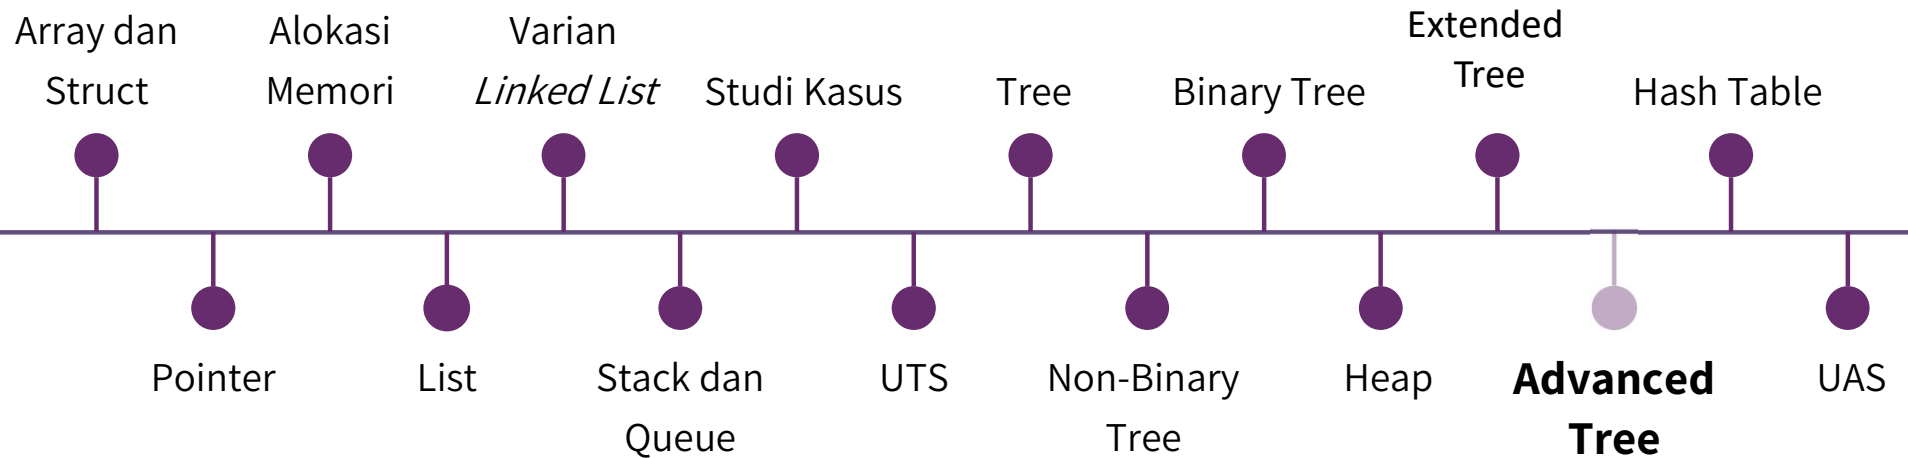 Array dan
Struct
Pointer
Alokasi
Memori
List
Varian
Linked List
Stack dan
Queue
Studi Kasus
UTS
Tree
Non-Binary
Tree
Binary Tree
Heap
Extended
Tree
Advanced
Tree
Hash Table
UAS